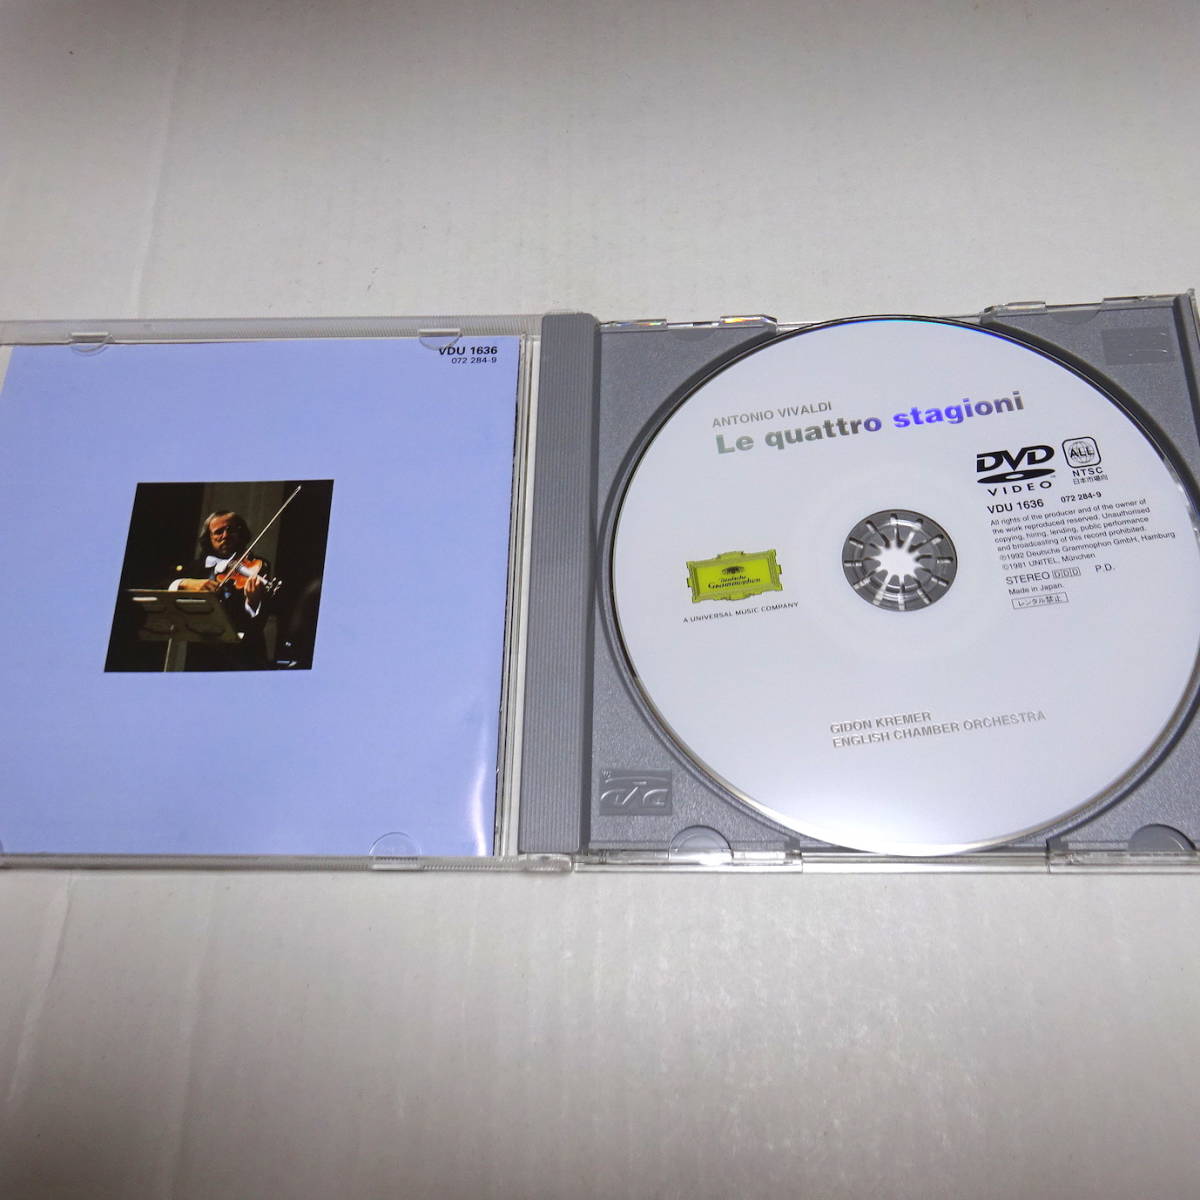 VDU 1636
072 284-9
ANTONIO VIVALDI
Le quattro stagioni
DVD
VIDEO
ALL
NTSC
日本市場向
VDU 1636 072 284-9
All rights of the producer and of the owner of
the work reproduced reserved. Unauthorised
copying, hiring, lending, public performance
and broadcasting of this record prohibited.
℗1992 Deutsche Grammophon GmbH, Hamburg
©1981 UNITEL, München
STEREO DDD P.D.
Made in Japan.
レンタル禁止
Deutsche
Grammophon
A UNIVERSAL MUSIC COMPANY
GIDON KREMER
ENGLISH CHAMBER ORCHESTRA